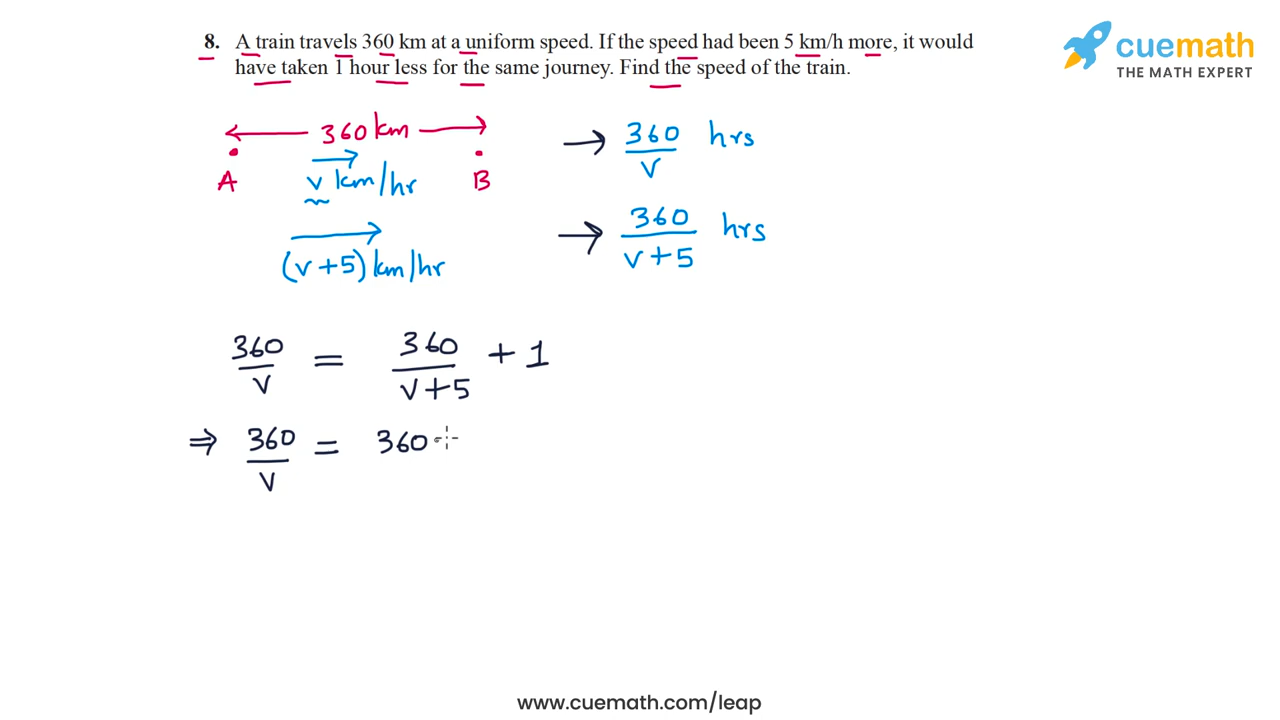 8. A train travels 360 km at a uniform speed. If the speed had been 5 km/h more, it would
have taken 1 hour less for the same journey. Find the speed of the train.
cuemath
THE MATH EXPERT
360 km
A v km/hr B
→ 360/v hrs
(v+5) km/hr
→ 360/(v+5) hrs
360/v = 360/(v+5) + 1
⇒ 360/v = 360
www.cuemath.com/leap